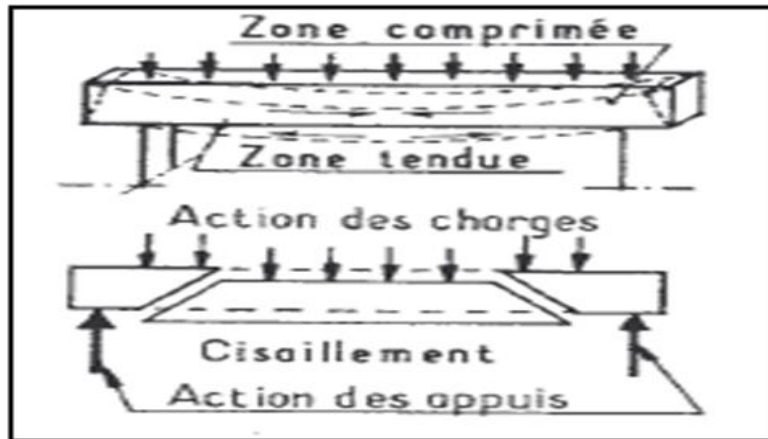 Zone comprimée
Zone tendue
Action des charges
Cisaillement
Action des appuis